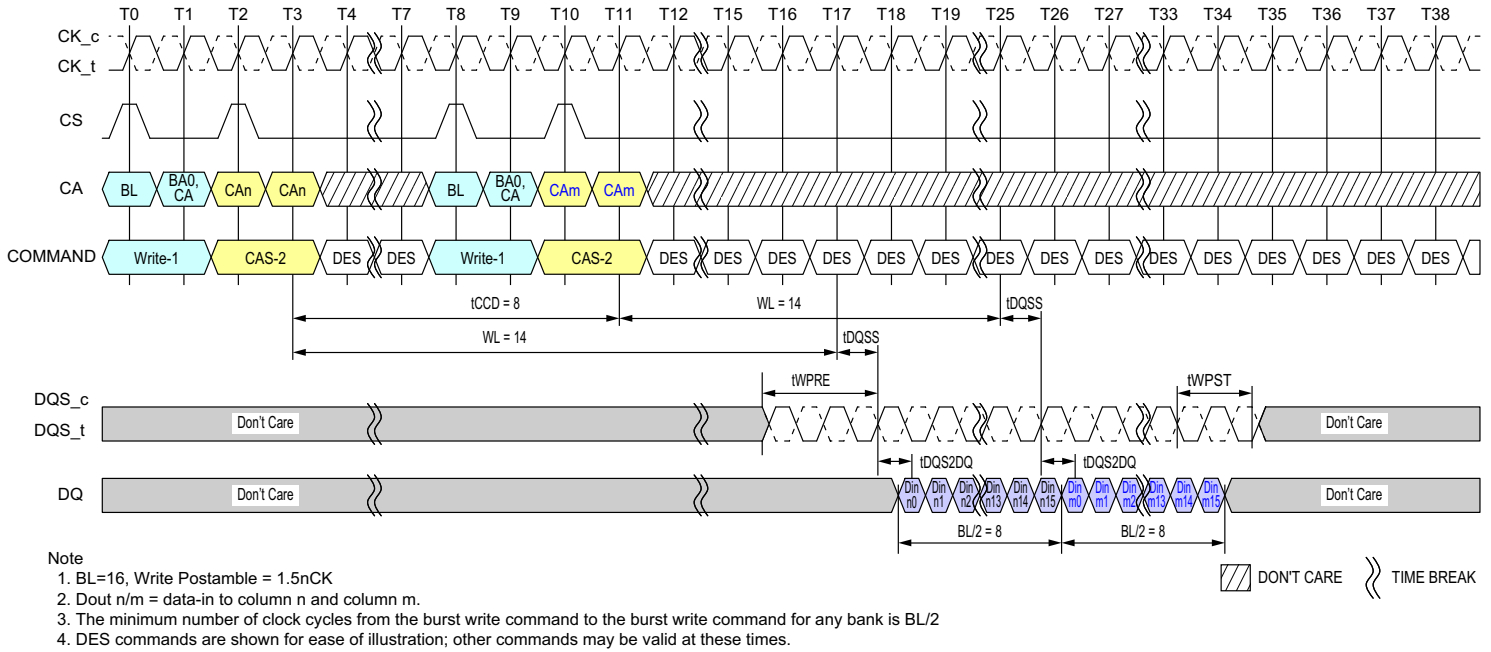 T0 T1 T2 T3 T4 T7 T8 T9 T10 T11 T12 T15 T16 T17 T18 T19 T25 T26 T27 T33 T34 T35 T36 T37 T38
CK_c
CK_t
CS
CA BL BA0, CA CAn CAn BL BA0, CA CAm CAm
COMMAND Write-1 CAS-2 DES DES Write-1 CAS-2 DES DES DES DES DES DES DES DES DES DES DES DES DES DES DES
tCCD = 8 WL = 14 tDQSS
WL = 14 tDQSS
tWPRE tWPST
DQS_c
DQS_t Don't Care Don't Care
tDQS2DQ tDQS2DQ
DQ Don't Care Din n0 Din n1 Din n2 Din n13 Din n14 Din n15 Din m0 Din m1 Din m2 Din m13 Din m14 Din m15 Don't Care
BL/2 = 8 BL/2 = 8
Note
1. BL=16, Write Postamble = 1.5nCK
2. Dout n/m = data-in to column n and column m.
3. The minimum number of clock cycles from the burst write command to the burst write command for any bank is BL/2
4. DES commands are shown for ease of illustration; other commands may be valid at these times.
DON'T CARE TIME BREAK